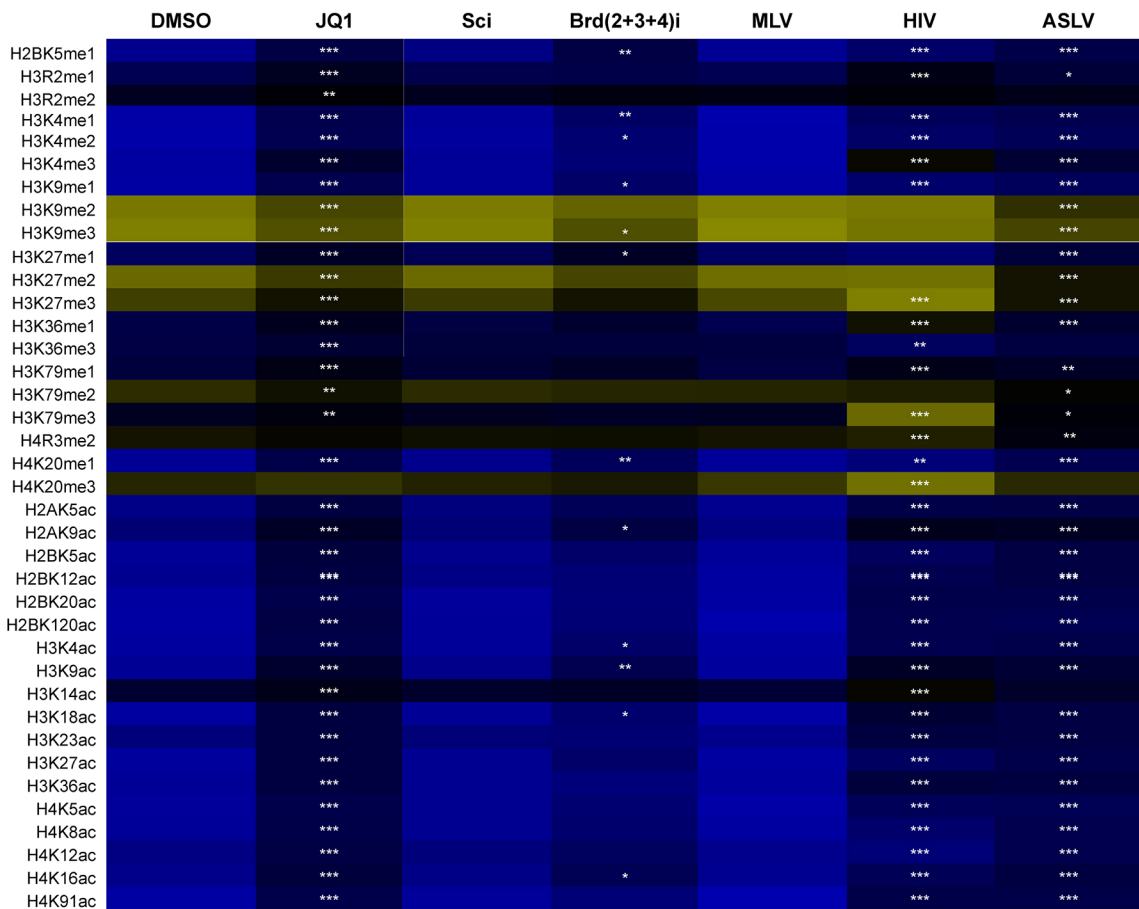 DMSO JQ1 Sci Brd(2+3+4)i MLV HIV ASLV
H2BK5me1 *** ** *** ***
H3R2me1 *** *** *
H3R2me2 **
H3K4me1 *** ** *** ***
H3K4me2 *** * *** ***
H3K4me3 *** *** ***
H3K9me1 *** * *** ***
H3K9me2 *** ***
H3K9me3 *** * ***
H3K27me1 *** * ***
H3K27me2 *** ***
H3K27me3 *** *** ***
H3K36me1 *** *** ***
H3K36me3 *** **
H3K79me1 *** *** **
H3K79me2 ** *
H3K79me3 ** *** *
H4R3me2 *** **
H4K20me1 *** ** ** ***
H4K20me3 ***
H2AK5ac *** *** ***
H2AK9ac *** * *** ***
H2BK5ac *** *** ***
H2BK12ac *** *** ***
H2BK20ac *** *** ***
H2BK120ac *** *** ***
H3K4ac *** * *** ***
H3K9ac *** ** *** ***
H3K14ac *** ***
H3K18ac *** * *** ***
H3K23ac *** *** ***
H3K27ac *** *** ***
H3K36ac *** *** ***
H4K5ac *** *** ***
H4K8ac *** *** ***
H4K12ac *** *** ***
H4K16ac *** * *** ***
H4K91ac *** *** ***